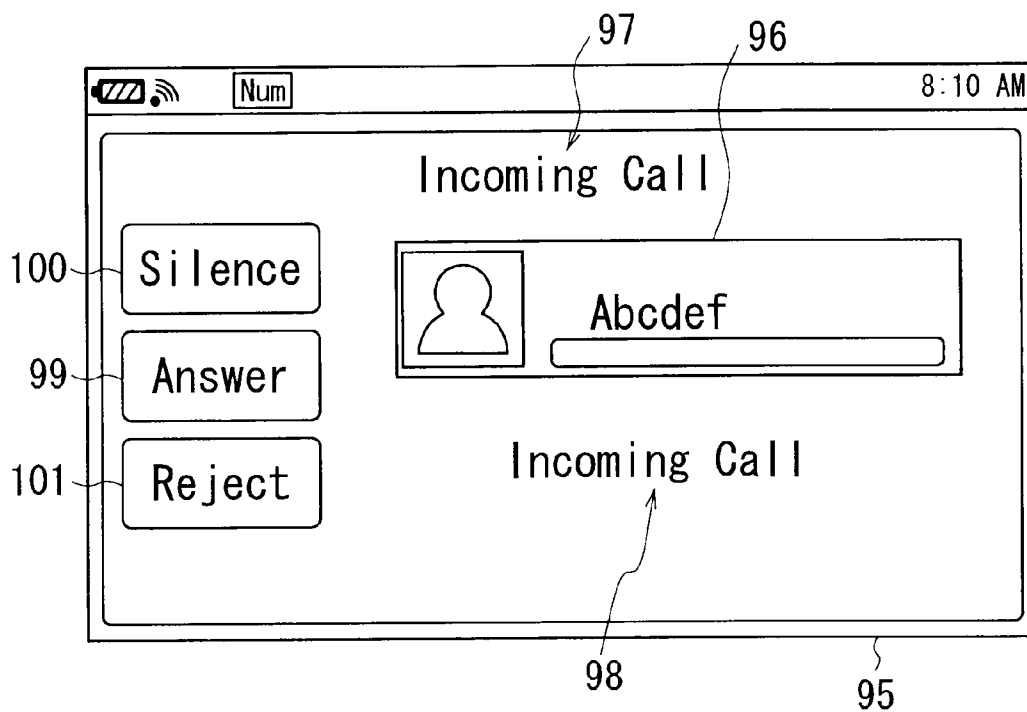 97 96
Num 8:10 AM
Incoming Call
100 Silence
Abcdef
99 Answer
Incoming Call
101 Reject
98 95